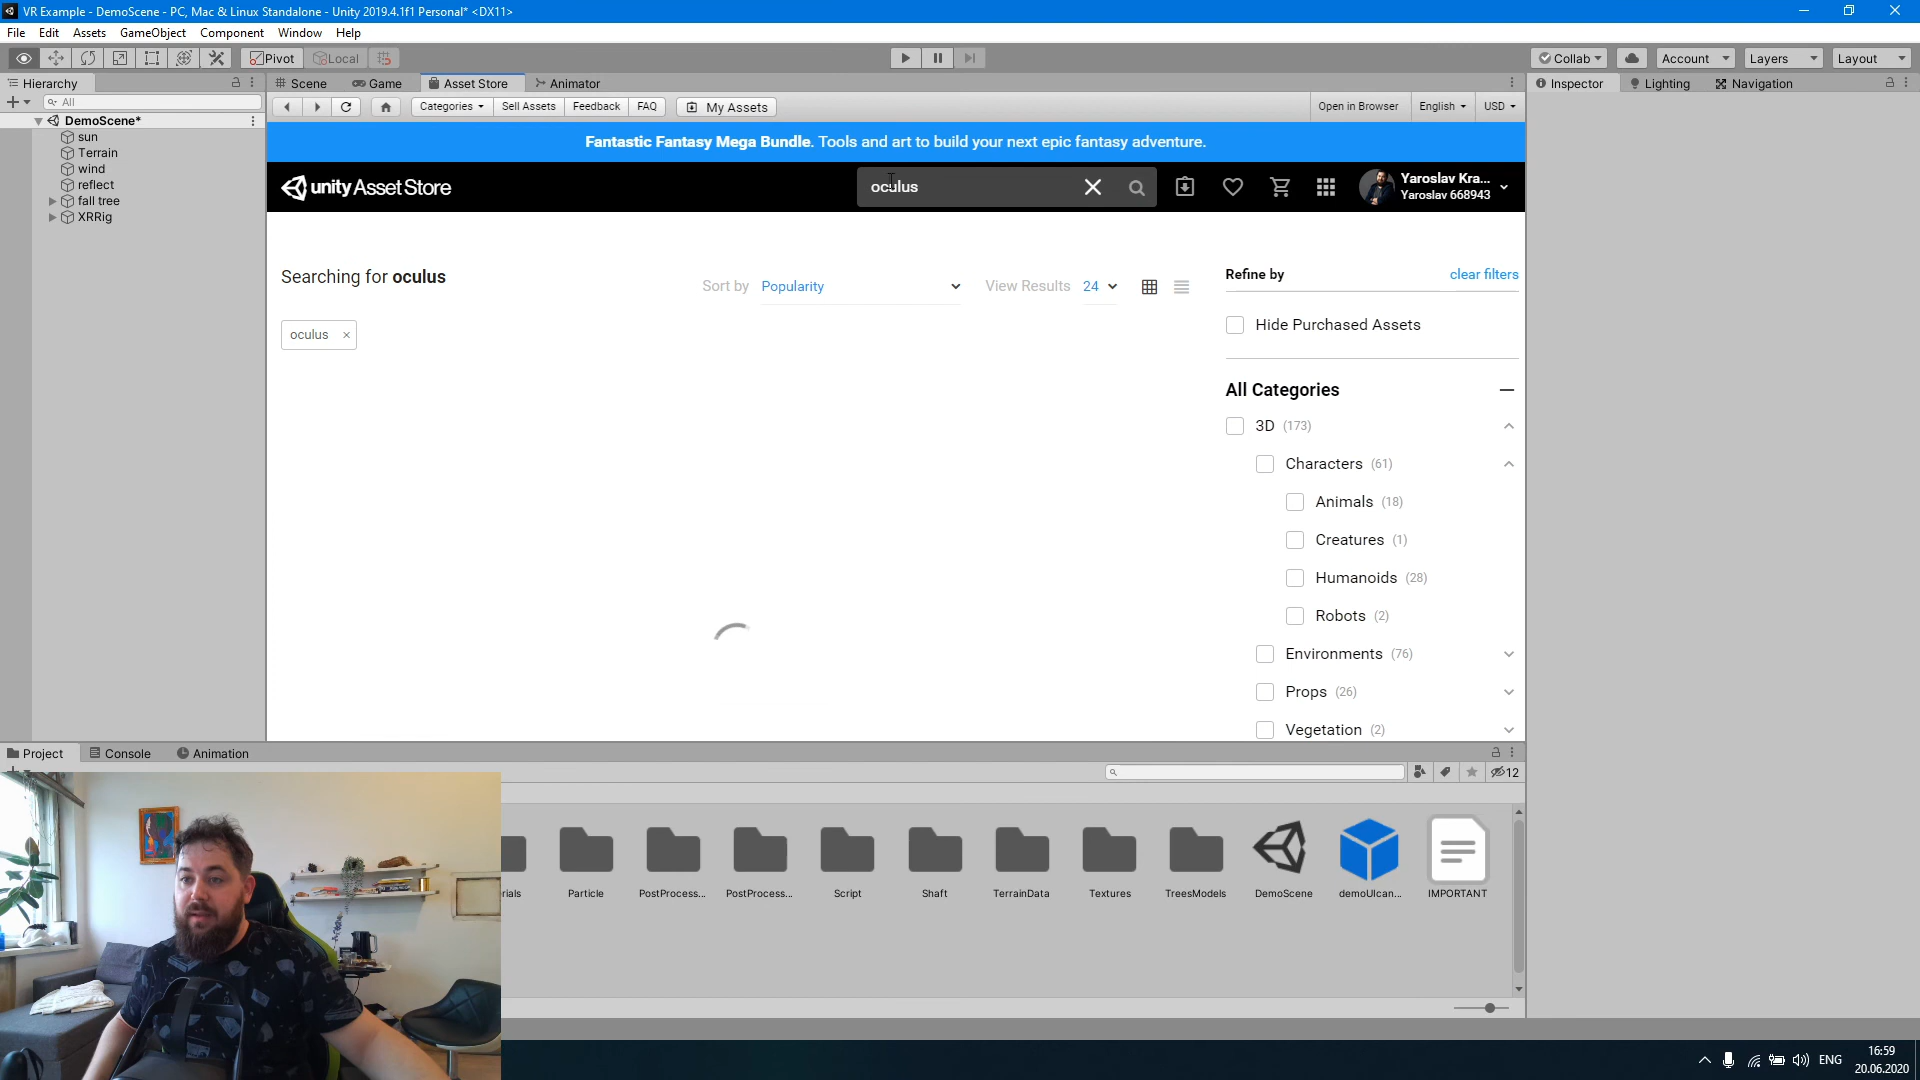 VR Example - DemoScene - PC, Mac & Linux Standalone - Unity 2019.4.1f1 Personal* <DX11>
File Edit Assets GameObject Component Window Help
Pivot Local Collab Account Layers Layout
Hierarchy Scene Game Asset Store Animator Inspector Lighting Navigation
All Categories Sell Assets Feedback FAQ My Assets Open in Browser English USD
DemoScene*
sun
Terrain
wind
reflect
fall tree
XRRig
Fantastic Fantasy Mega Bundle. Tools and art to build your next epic fantasy adventure.
unity Asset Store
oculus
Yaroslav Kra...
Yaroslav 668943
Searching for oculus
Sort by Popularity View Results 24
oculus ×
Refine by clear filters
Hide Purchased Assets
All Categories
3D (173)
Characters (61)
Animals (18)
Creatures (1)
Humanoids (28)
Robots (2)
Environments (76)
Props (26)
Vegetation (2)
Project Console Animation
12
rials Particle PostProcess... PostProcess... Script Shaft TerrainData Textures TreesModels DemoScene demoUIcan... IMPORTANT
ENG
16:59
20.06.2020